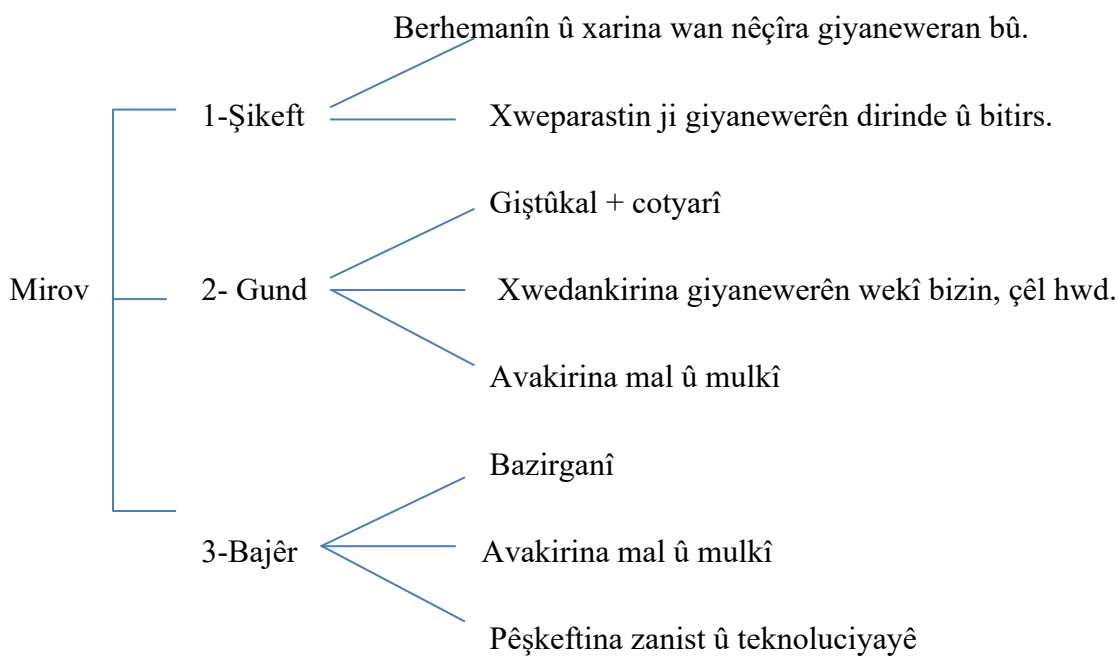 Berhemanîn û xarina wan nêçîra giyaneweran bû.
1-Şikeft
Xweparastin ji giyanewerên dirinde û bitirs.
Giştûkal + cotyarî
Mirov
2- Gund
Xwedankirina giyanewerên wekî bizin, çêl hwd.
Avakirina mal û mulkî
Bazirganî
3-Bajêr
Avakirina mal û mulkî
Pêşkeftina zanist û teknoluciyayê